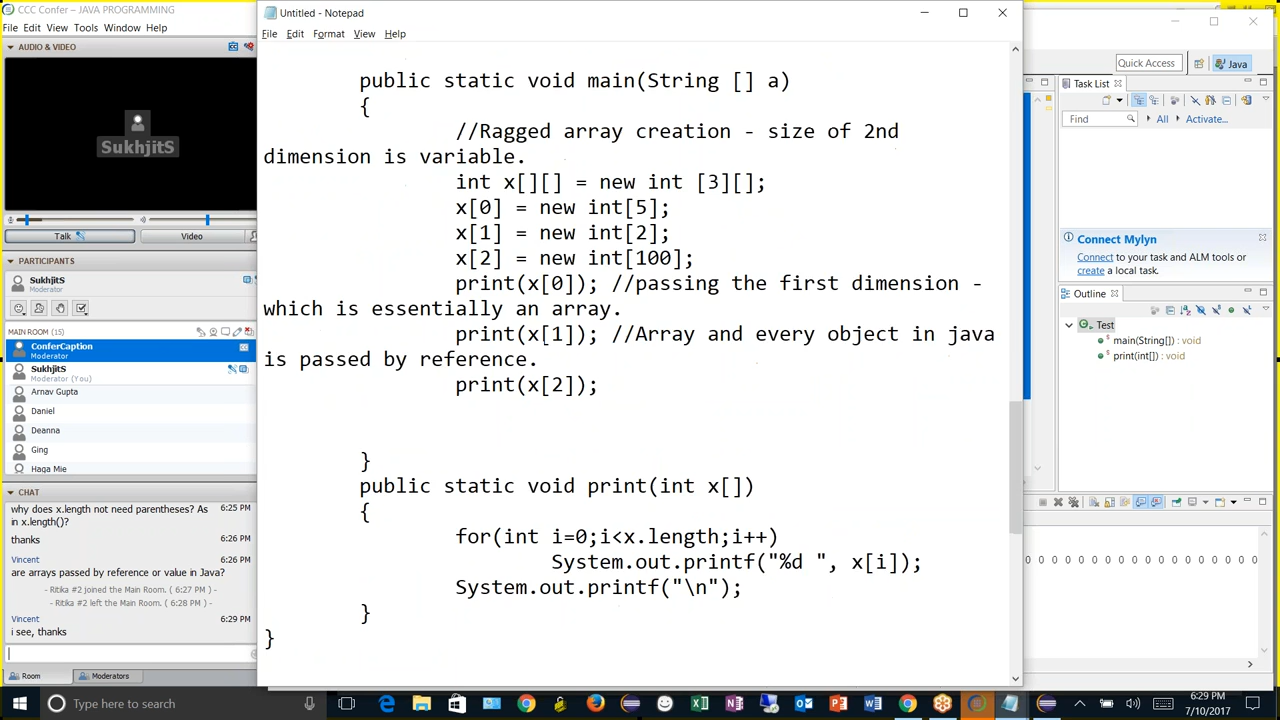 CCC Confer – JAVA PROGRAMMING
File Edit View Tools Window Help
AUDIO & VIDEO
SukhjitS
Talk
Video
PARTICIPANTS
SukhjitS
Moderator
MAIN ROOM (15)
ConferCaption
Moderator
SukhjitS
Moderator (You)
Arnav Gupta
Daniel
Deanna
Ging
Haga Mie
CHAT
why does x.length not need parentheses? As 6:25 PM
in x.length()?
thanks 6:26 PM
Vincent 6:26 PM
are arrays passed by reference or value in Java?
- Ritika #2 joined the Main Room. ( 6:27 PM ) -
- Ritika #2 left the Main Room. ( 6:28 PM ) -
Vincent 6:29 PM
i see, thanks
Room
Moderators
Untitled - Notepad
File Edit Format View Help
public static void main(String [] a)
{
//Ragged array creation - size of 2nd
dimension is variable.
int x[][] = new int [3][];
x[0] = new int[5];
x[1] = new int[2];
x[2] = new int[100];
print(x[0]); //passing the first dimension -
which is essentially an array.
print(x[1]); //Array and every object in java
is passed by reference.
print(x[2]);
}
public static void print(int x[])
{
for(int i=0;i<x.length;i++)
System.out.printf("%d ", x[i]);
System.out.printf("\n");
}
}
Quick Access
Java
Task List
Find
All
Activate...
Connect Mylyn
Connect to your task and ALM tools or
create a local task.
Outline
Test
main(String[]) : void
print(int[]) : void
0 0 0 0 0 0 0 0 0 0 0 0 0
Type here to search
6:29 PM
7/10/2017